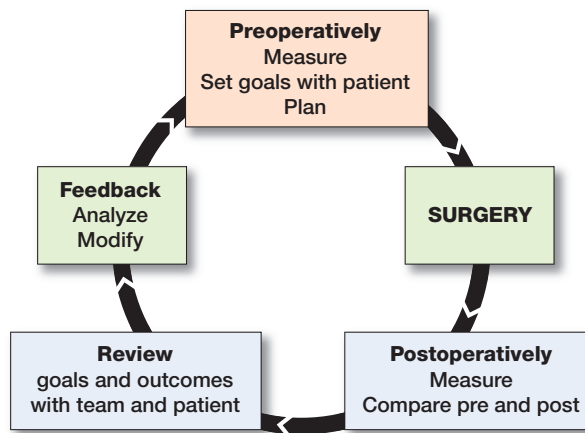 Preoperatively
Measure
Set goals with patient
Plan
SURGERY
Postoperatively
Measure
Compare pre and post
Review
goals and outcomes
with team and patient
Feedback
Analyze
Modify